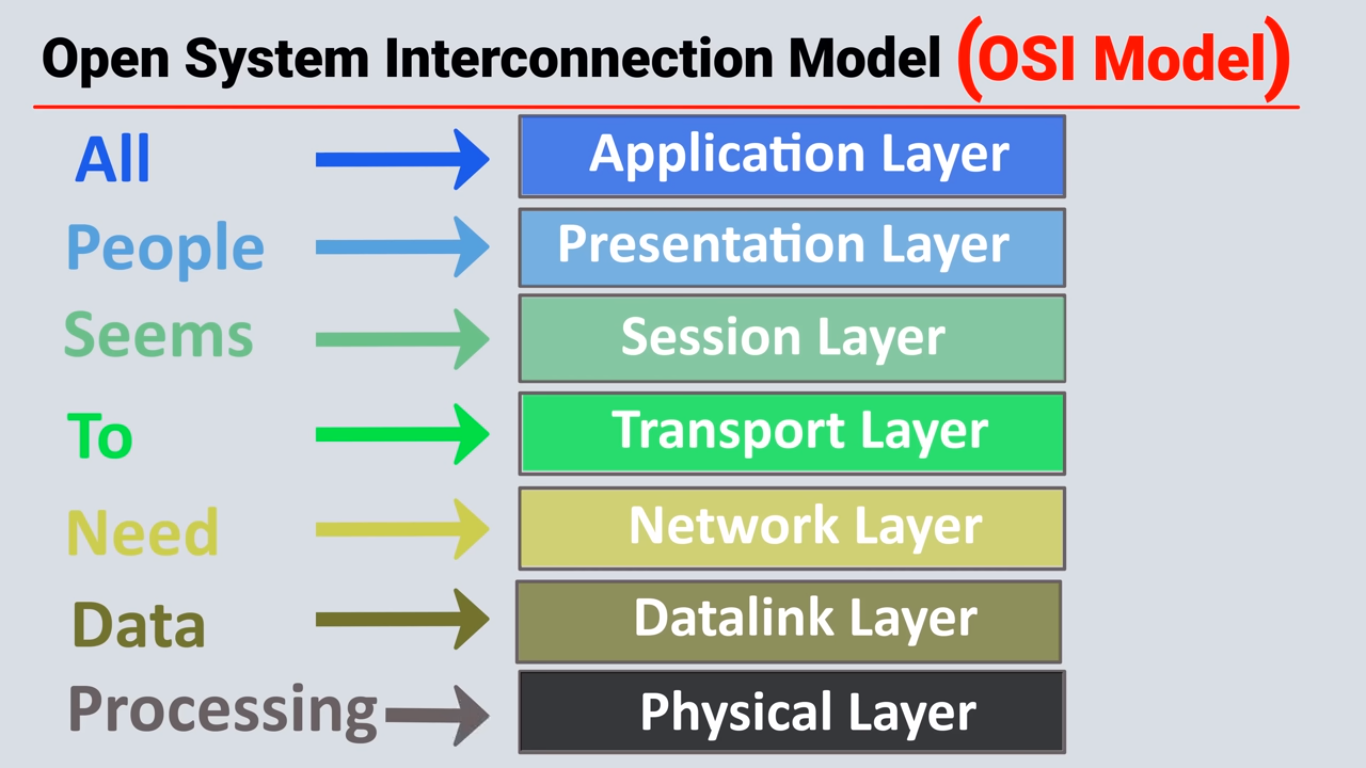 Open System Interconnection Model (OSI Model)
All Application Layer
People Presentation Layer
Seems Session Layer
To Transport Layer
Need Network Layer
Data Datalink Layer
Processing Physical Layer